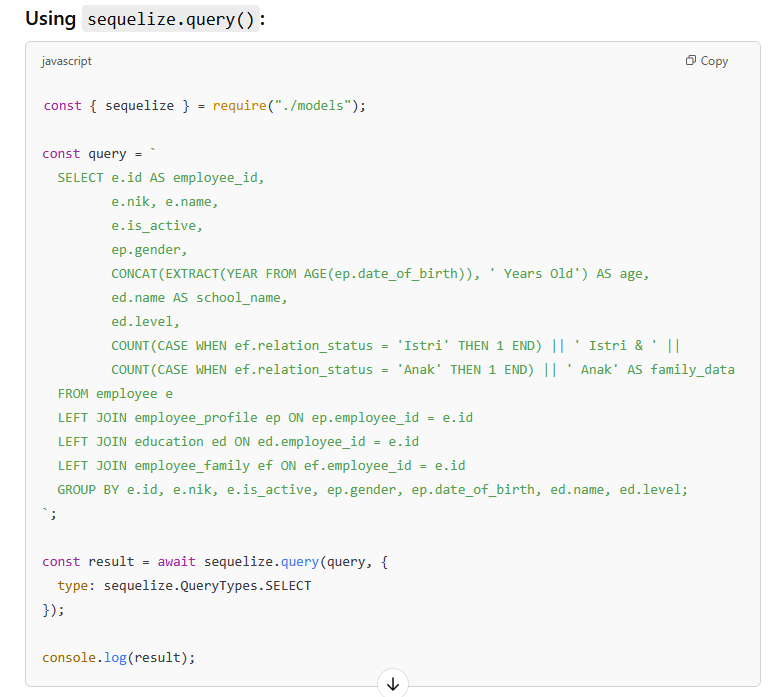 Using sequelize.query():
javascript
Copy
const { sequelize } = require("./models");
const query = `
SELECT e.id AS employee_id,
e.nik, e.name,
e.is_active,
ep.gender,
CONCAT(EXTRACT(YEAR FROM AGE(ep.date_of_birth)), ' Years Old') AS age,
ed.name AS school_name,
ed.level,
COUNT(CASE WHEN ef.relation_status = 'Istri' THEN 1 END) || ' Istri & ' ||
COUNT(CASE WHEN ef.relation_status = 'Anak' THEN 1 END) || ' Anak' AS family_data
FROM employee e
LEFT JOIN employee_profile ep ON ep.employee_id = e.id
LEFT JOIN education ed ON ed.employee_id = e.id
LEFT JOIN employee_family ef ON ef.employee_id = e.id
GROUP BY e.id, e.nik, e.is_active, ep.gender, ep.date_of_birth, ed.name, ed.level;
`;
const result = await sequelize.query(query, {
type: sequelize.QueryTypes.SELECT
});
console.log(result);